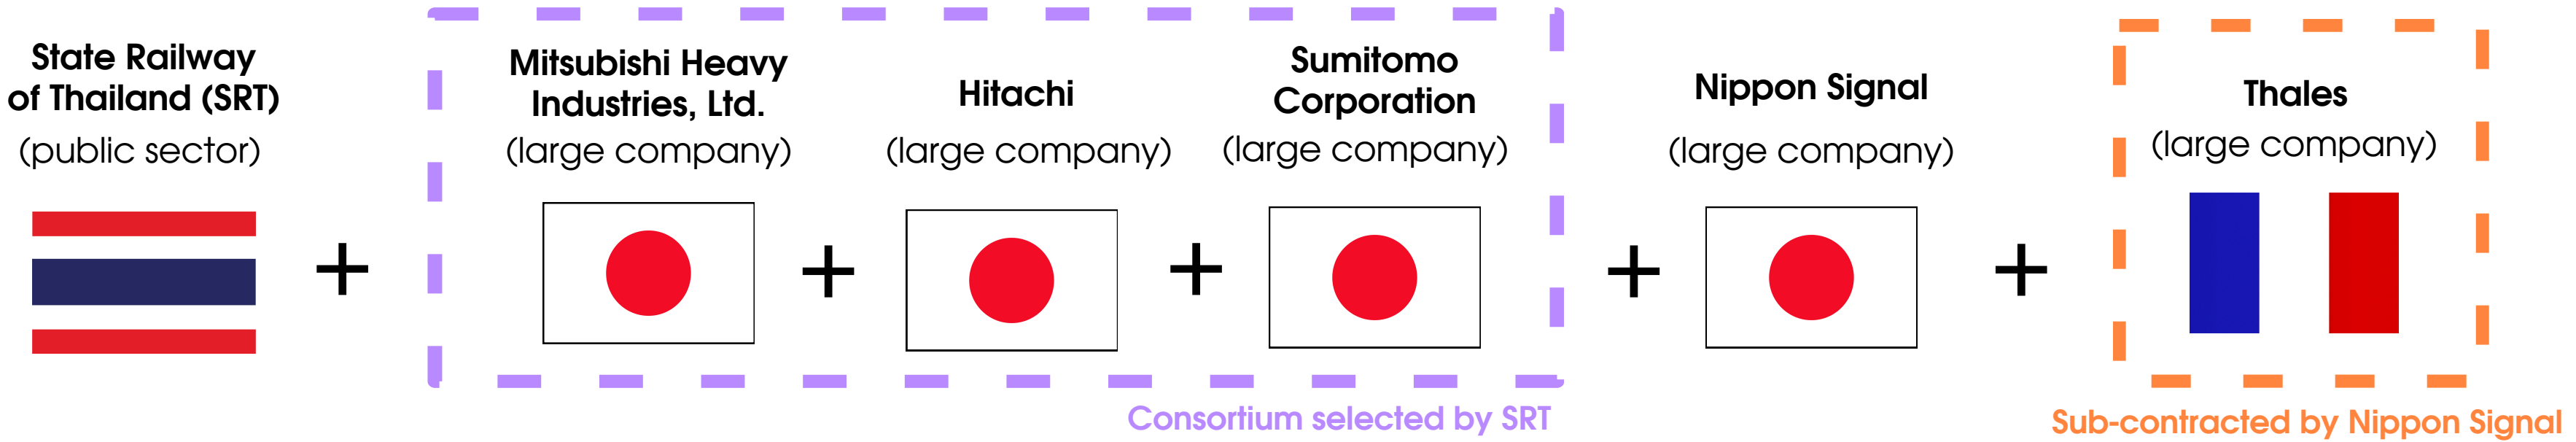 State Railway
of Thailand (SRT)
(public sector)
+
Mitsubishi Heavy
Industries, Ltd.
(large company)
+
Hitachi
(large company)
+
Sumitomo
Corporation
(large company)
+
Nippon Signal
(large company)
+
Thales
(large company)
Consortium selected by SRT
Sub-contracted by Nippon Signal